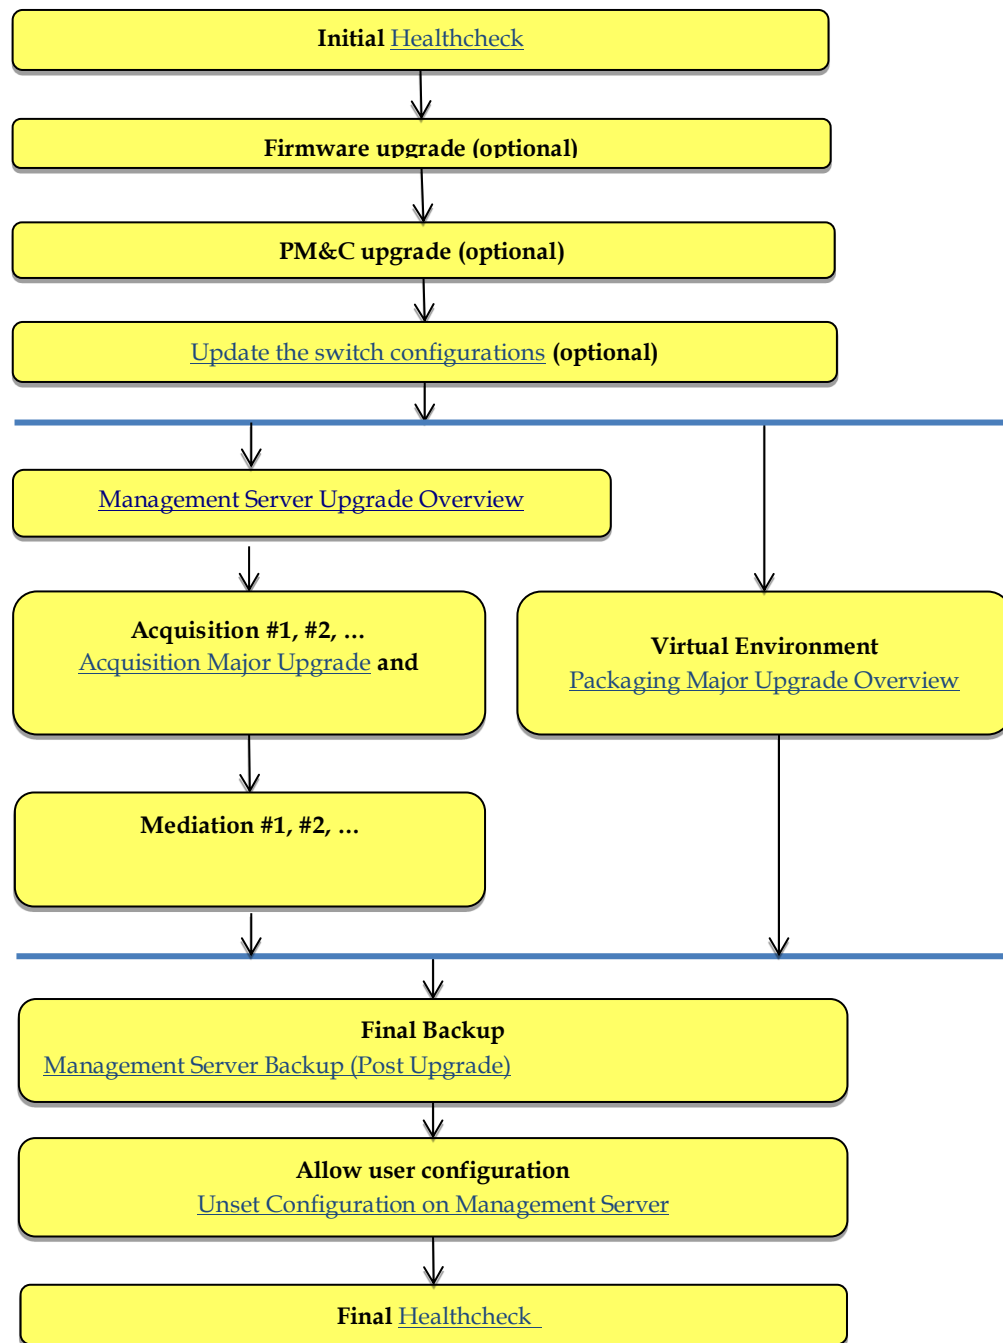 Initial Healthcheck
Firmware upgrade (optional)
PM&C upgrade (optional)
Update the switch configurations (optional)
Management Server Upgrade Overview
Acquisition #1, #2, …
Acquisition Major Upgrade and
Virtual Environment
Packaging Major Upgrade Overview
Mediation #1, #2, …
Final Backup
Management Server Backup (Post Upgrade)
Allow user configuration
Unset Configuration on Management Server
Final Healthcheck